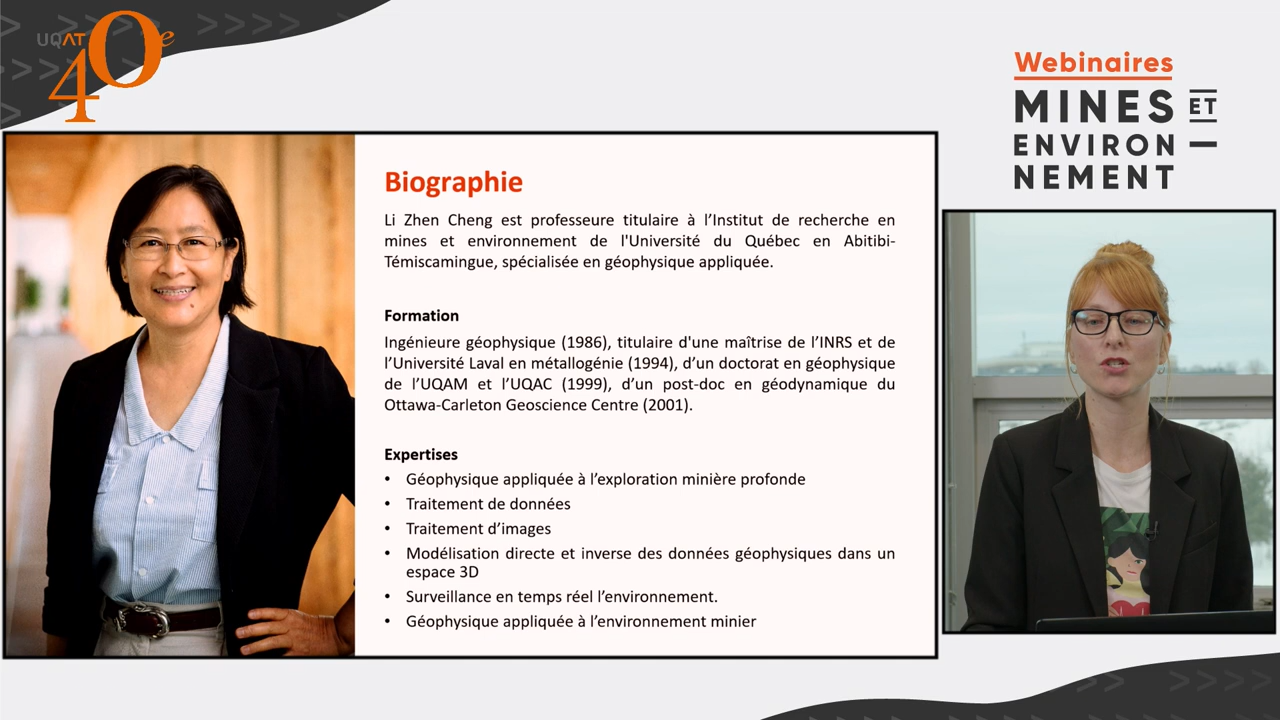 UQAT
40e
Webinaires
MINES ET
ENVIRON
NEMENT
Biographie
Li Zhen Cheng est professeure titulaire à l’Institut de recherche en
mines et environnement de l'Université du Québec en Abitibi-
Témiscamingue, spécialisée en géophysique appliquée.
Formation
Ingénieure géophysique (1986), titulaire d'une maîtrise de l’INRS et de
l’Université Laval en métallogénie (1994), d’un doctorat en géophysique
de l’UQAM et l’UQAC (1999), d’un post-doc en géodynamique du
Ottawa-Carleton Geoscience Centre (2001).
Expertises
• Géophysique appliquée à l’exploration minière profonde
• Traitement de données
• Traitement d’images
• Modélisation directe et inverse des données géophysiques dans un
espace 3D
• Surveillance en temps réel l’environnement.
• Géophysique appliquée à l’environnement minier